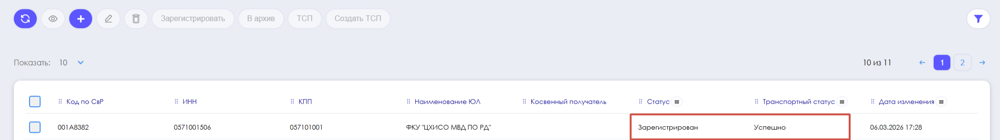 Зарегистрировать В архив ТСП Создать ТСП
Показать: 10 10 из 11 1 2
Код по СвР ИНН КПП Наименование ЮЛ Косвенный получатель Статус Транспортный статус Дата изменения
001А8382 0571001506 057101001 ФКУ "ЦХИСО МВД ПО РД" Зарегистрирован Успешно 06.03.2026 17:28